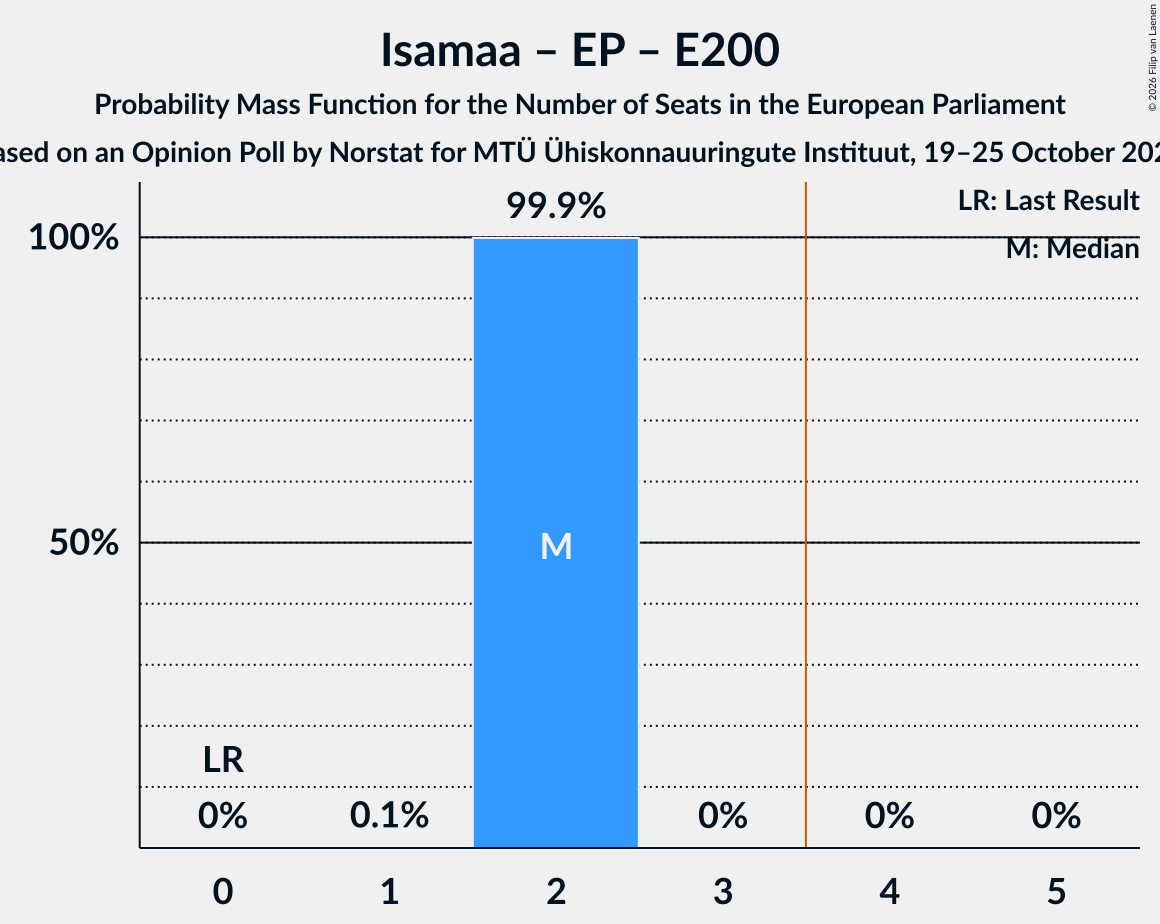 Isamaa – EP – E200
Probability Mass Function for the Number of Seats in the European Parliament
ased on an Opinion Poll by Norstat for MTÜ Ühiskonnauuringute Instituut, 19–25 October 202
© 2026 Filip van Laenen
LR: Last Result
M: Median
99.9%
100%
50%
M
LR
0%
0.1%
0%
0%
0%
0
1
2
3
4
5